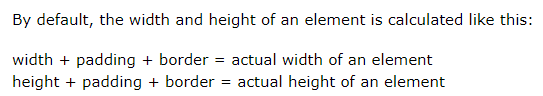 By default, the width and height of an element is calculated like this:
width + padding + border = actual width of an element
height + padding + border = actual height of an element